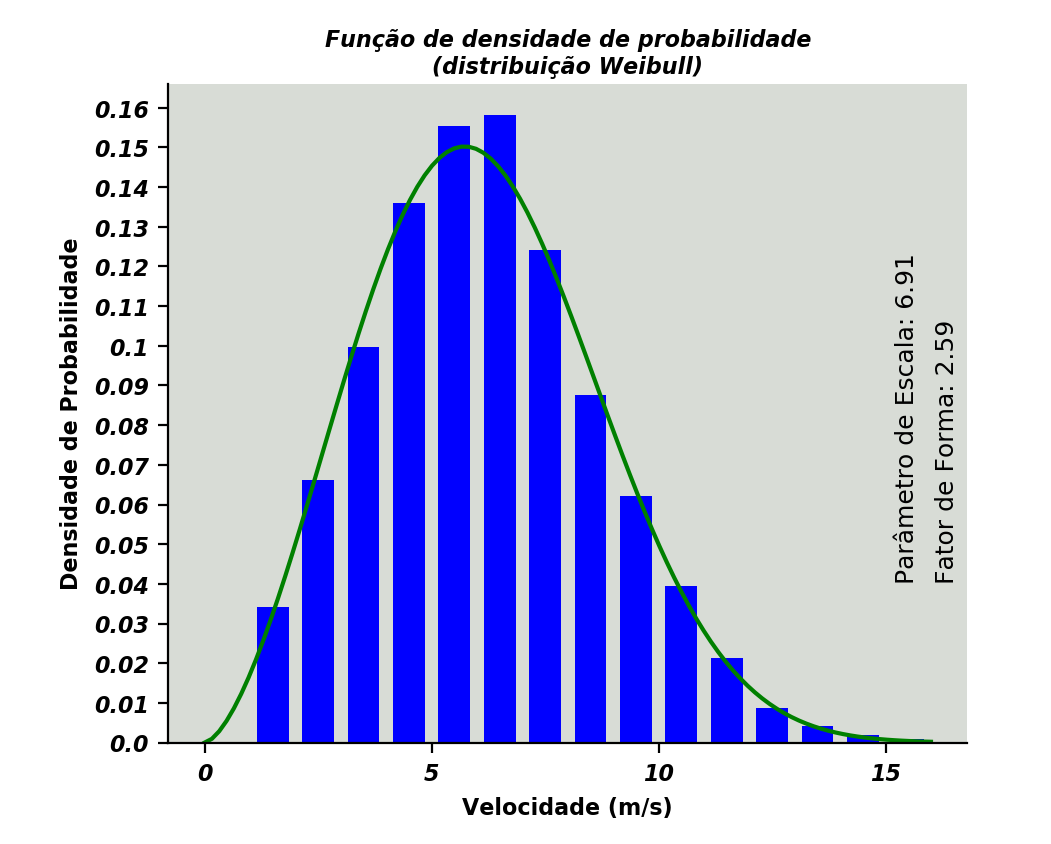 Função de densidade de probabilidade
(distribuição Weibull)
Densidade de Probabilidade
0.16
0.15
0.14
0.13
0.12
0.11
0.1
0.09
0.08
0.07
0.06
0.05
0.04
0.03
0.02
0.01
0.0
Parâmetro de Escala: 6.91
Fator de Forma: 2.59
0 5 10 15
Velocidade (m/s)